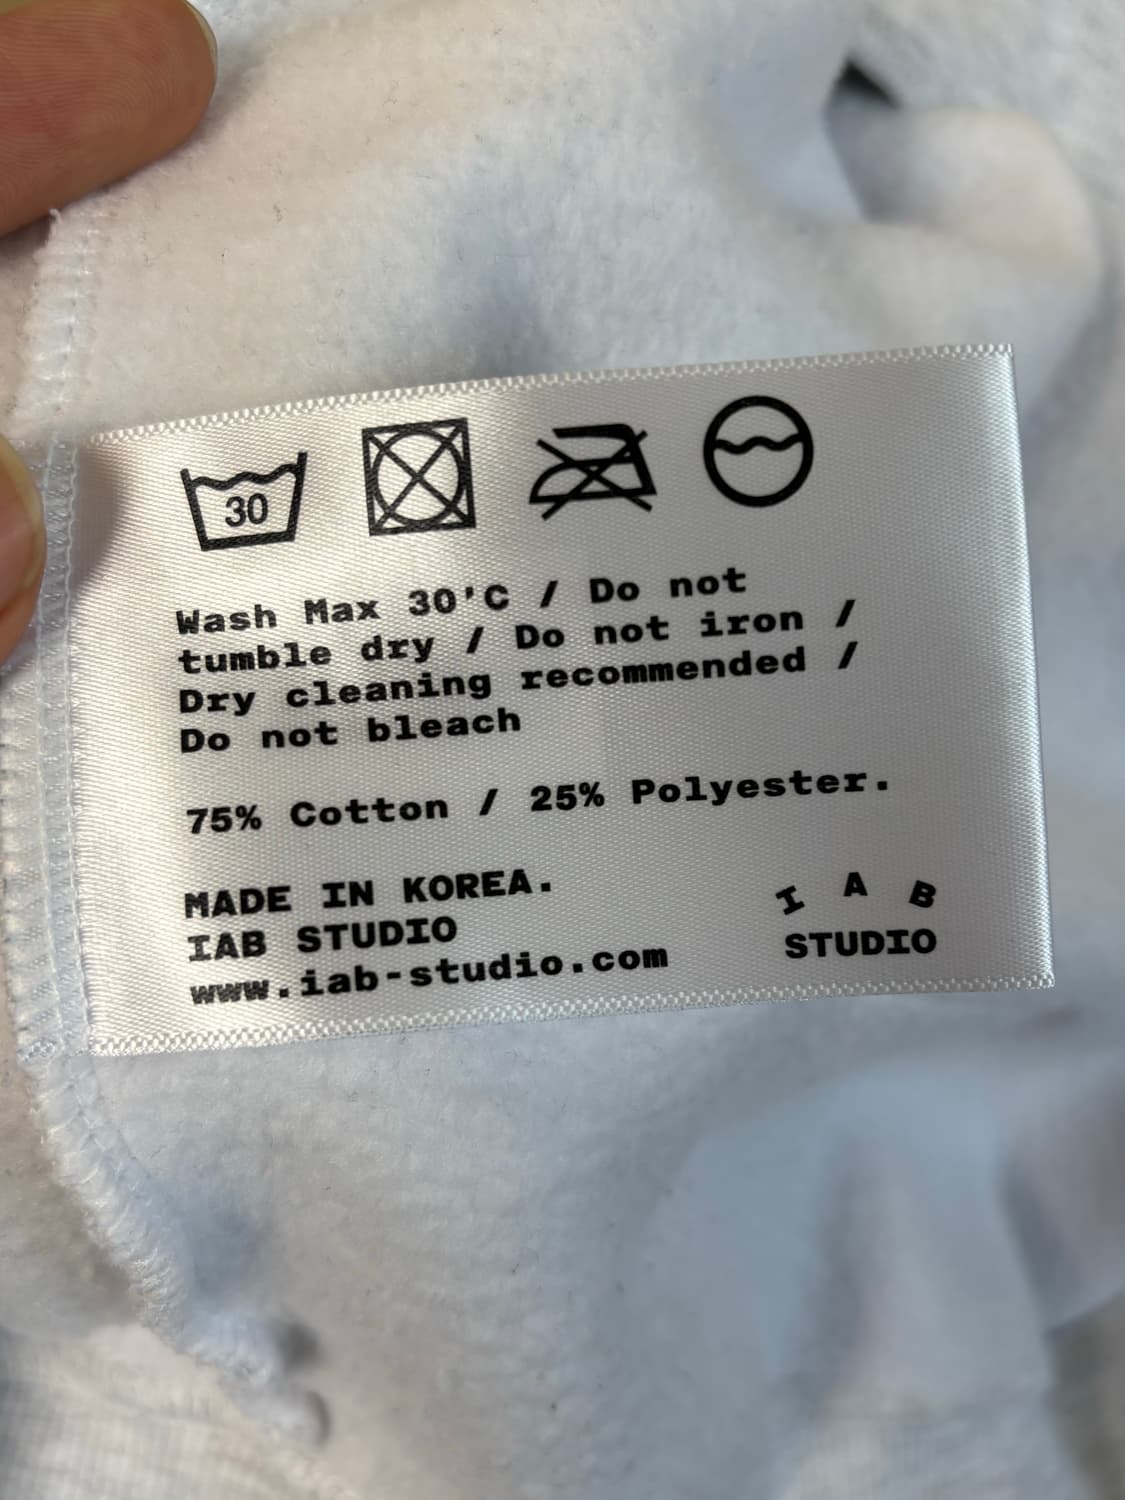 30
Wash Max 30'C / Do not
tumble dry / Do not iron /
Dry cleaning recommended /
Do not bleach
75% Cotton / 25% Polyester.
MADE IN KOREA.
IAB STUDIO
www.iab-studio.com
I A B
STUDIO